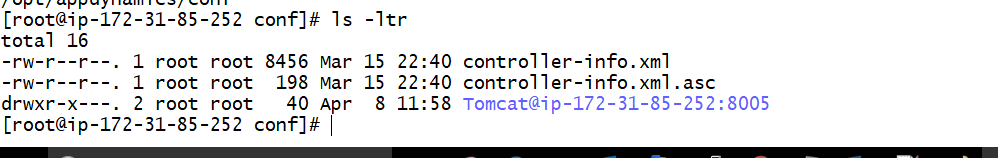 /opt/appdynamics/conf
[root@ip-172-31-85-252 conf]# ls -ltr
total 16
-rw-r--r--. 1 root root 8456 Mar 15 22:40 controller-info.xml
-rw-r--r--. 1 root root  198 Mar 15 22:40 controller-info.xml.asc
drwxr-x---. 2 root root   40 Apr  8 11:58 Tomcat@ip-172-31-85-252:8005
[root@ip-172-31-85-252 conf]#